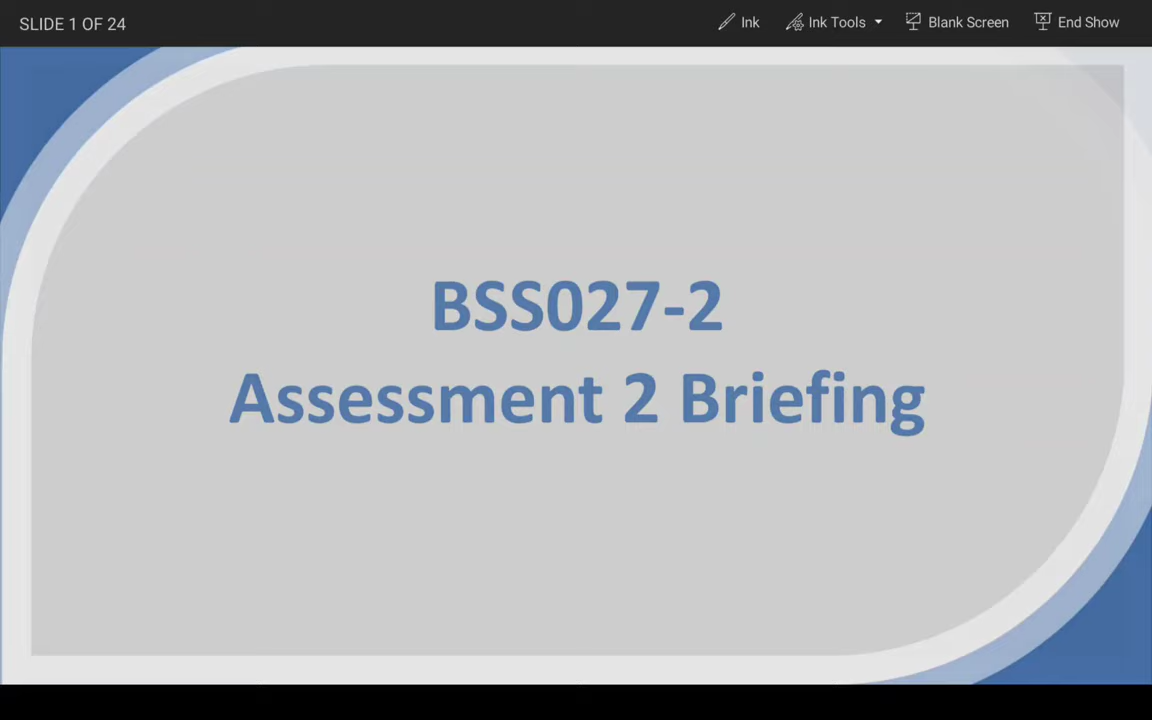 SLIDE 1 OF 24
Ink
Ink Tools
Blank Screen
End Show
BSS027-2
Assessment 2 Briefing